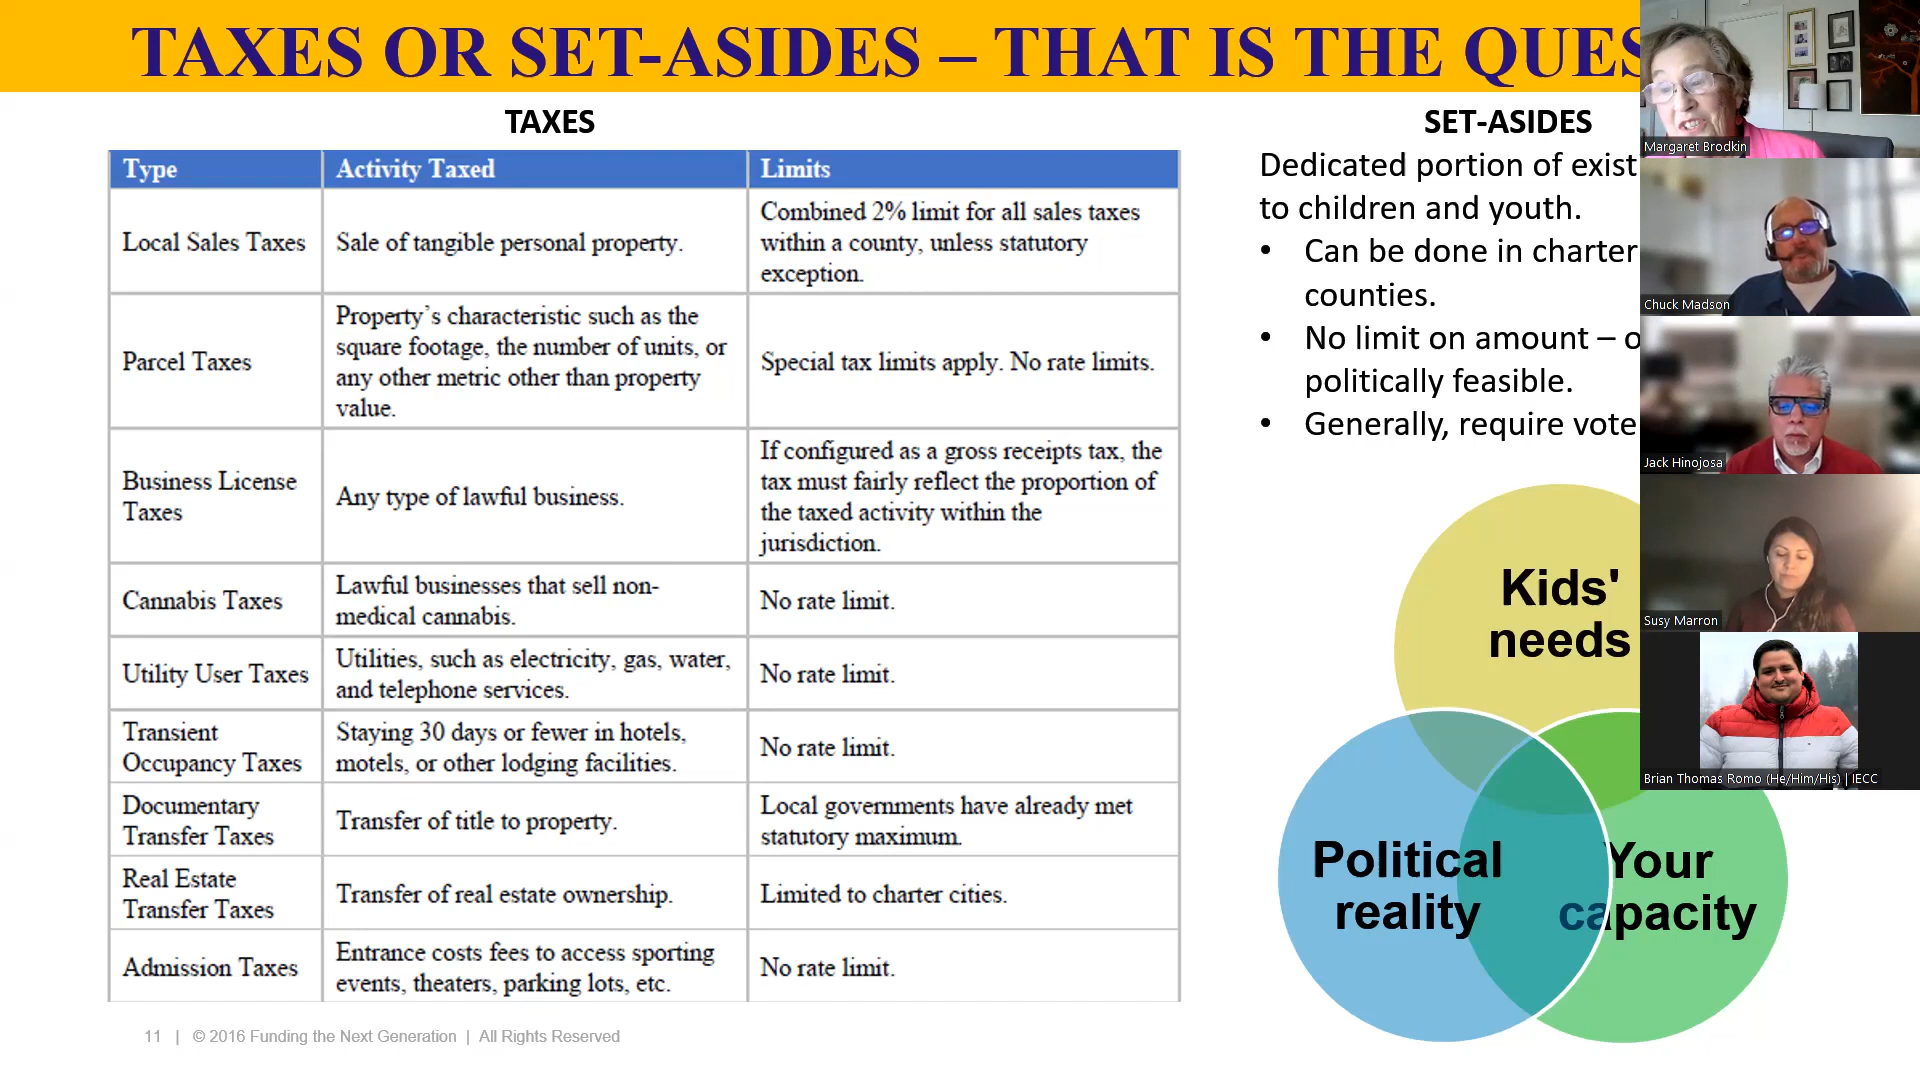 TAXES OR SET-ASIDES – THAT IS THE QUES
TAXES
Type Activity Taxed Limits
Local Sales Taxes
Sale of tangible personal property.
Combined 2% limit for all sales taxes
within a county, unless statutory
exception.
Parcel Taxes
Property’s characteristic such as the
square footage, the number of units, or
any other metric other than property
value.
Special tax limits apply. No rate limits.
Business License
Taxes
Any type of lawful business.
If configured as a gross receipts tax, the
tax must fairly reflect the proportion of
the taxed activity within the
jurisdiction.
Cannabis Taxes
Lawful businesses that sell non-
medical cannabis.
No rate limit.
Utility User Taxes
Utilities, such as electricity, gas, water,
and telephone services.
No rate limit.
Transient
Occupancy Taxes
Staying 30 days or fewer in hotels,
motels, or other lodging facilities.
No rate limit.
Documentary
Transfer Taxes
Transfer of title to property.
Local governments have already met
statutory maximum.
Real Estate
Transfer Taxes
Transfer of real estate ownership.
Limited to charter cities.
Admission Taxes
Entrance costs fees to access sporting
events, theaters, parking lots, etc.
No rate limit.
SET-ASIDES
Dedicated portion of exist
to children and youth.
• Can be done in charter
counties.
• No limit on amount – o
politically feasible.
• Generally, require vote
Kids'
needs
Political
reality
Your
capacity
11 | © 2016 Funding the Next Generation | All Rights Reserved
Margaret Brodkin
Chuck Madson
Jack Hinojosa
Susy Marron
Brian Thomas Romo (He/Him/His) | IECC